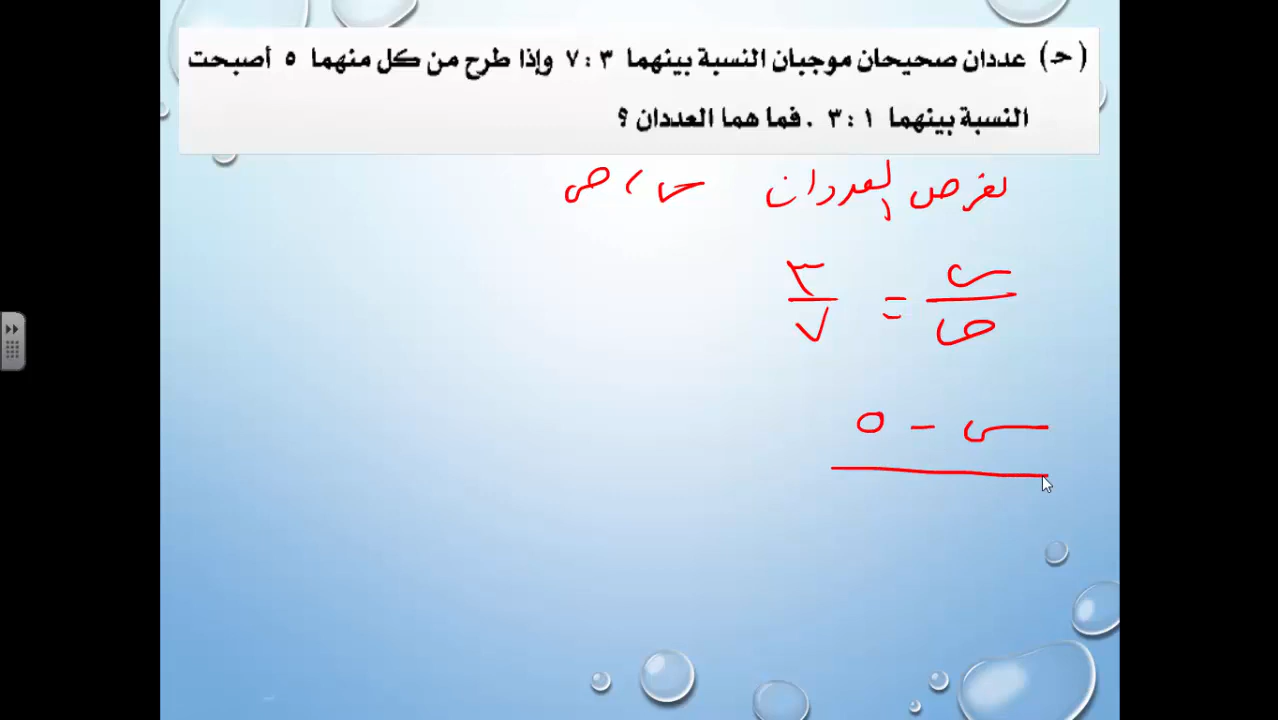 (حـ) عددان صحيحان موجبان النسبة بينهما ٣ : ٧ وإذا طرح من كل منهما ٥ أصبحت
النسبة بينهما ١ : ٣ . فما هما العددان ؟
نفرض العددان س ، ص
س = ٣
ص ٧
س - ٥